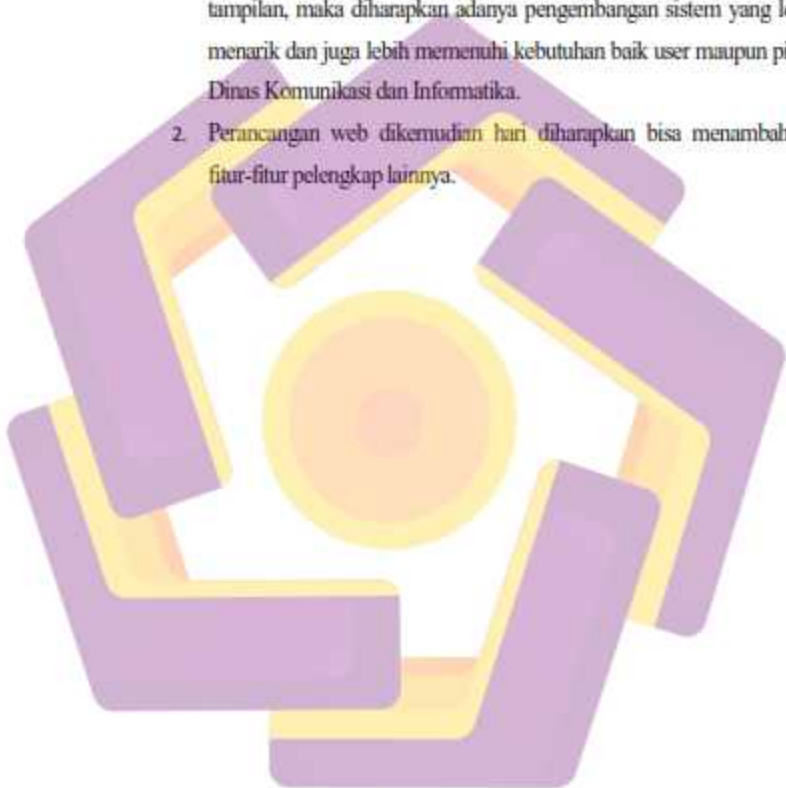 tampilan, maka diharapkan adanya pengembangan sistem yang
menarik dan juga lebih memenuhi kebutuhan baik user maupun
Dinas Komunikasi dan Informatika.
2. Perancangan web dikemudian hari diharapkan bisa menambah
fitur-fitur pelengkap lainnya.